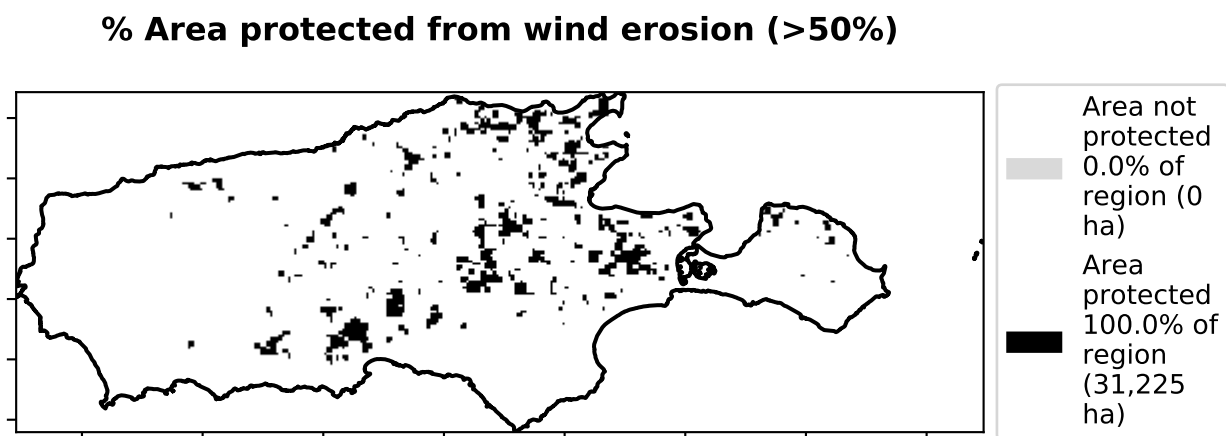 % Area protected from wind erosion (>50%)
Area not
protected
0.0% of
region (0
ha)
Area
protected
100.0% of
region
(31,225
ha)